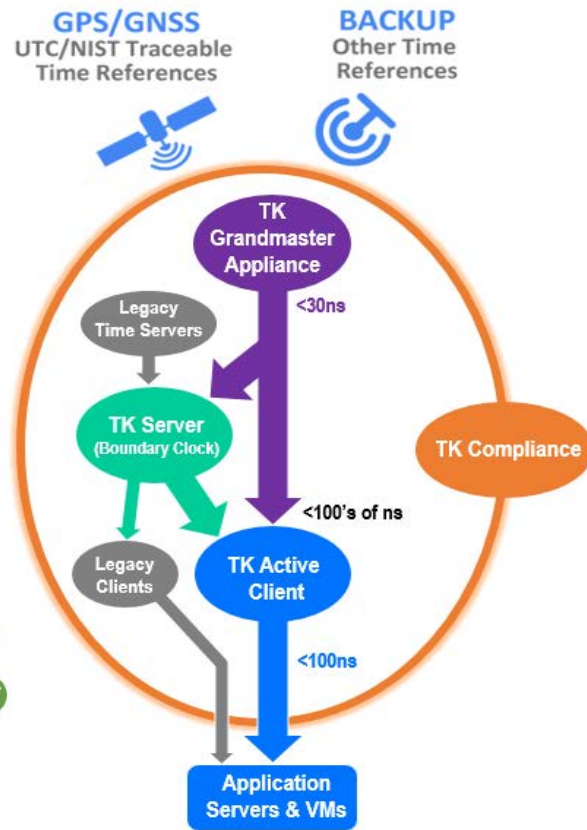 GPS/GNSS
UTC/NIST Traceable
Time References
BACKUP
Other Time
References
TK
Grandmaster
Appliance
<30ns
Legacy
Time Servers
TK Server
(Boundary Clock)
TK Compliance
<100's of ns
Legacy
Clients
TK Active
Client
<100ns
Application
Servers & VMs